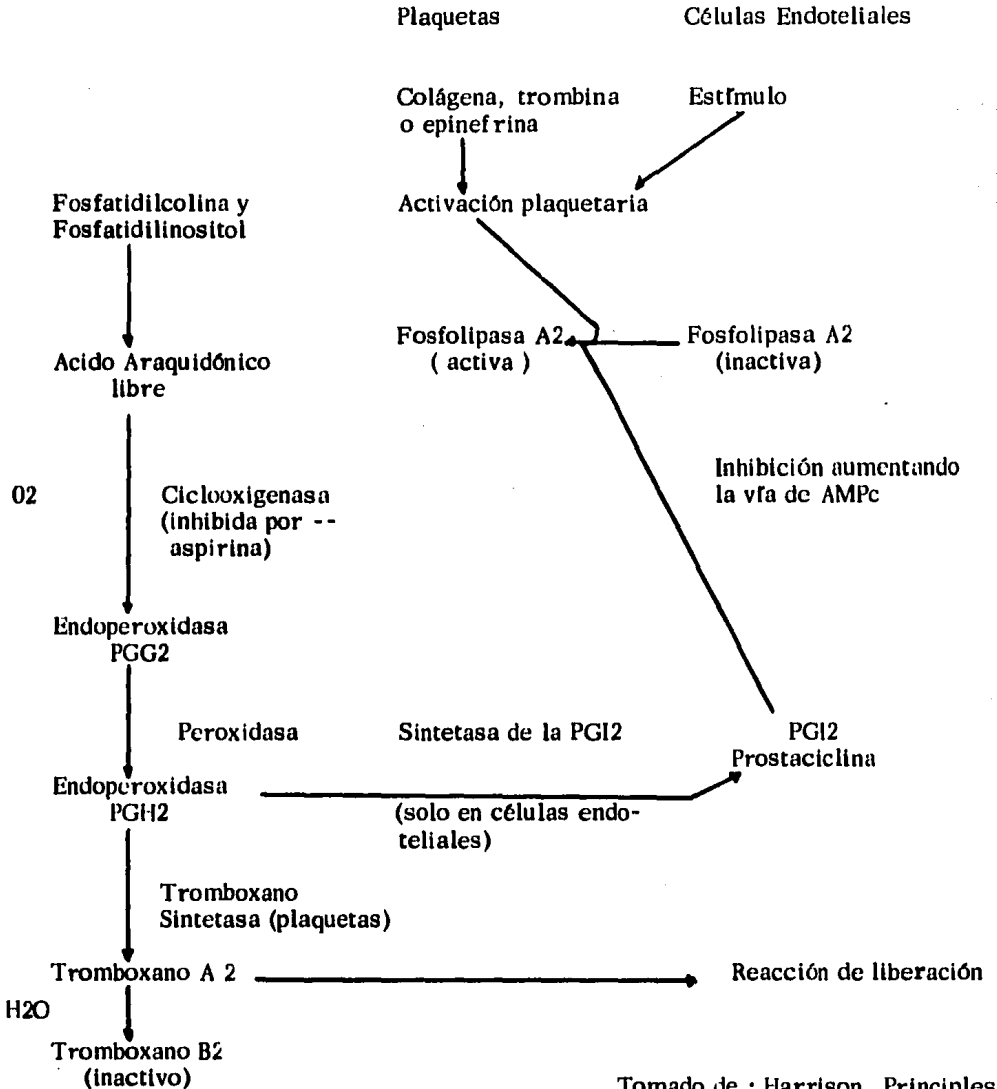 Plaquetas
Células Endoteliales
Colágena, trombina
o epinefrina
Estímulo
Fosfatidilcolina y
Fosfatidilinositol
Activación plaquetaria
Acido Araquidónico
libre
Fosfolipasa A2
( activa )
Fosfolipasa A2
(inactiva)
Inhibición aumentando
la vía de AMPc
02
Ciclooxigenasa
(inhibida por --
aspirina)
Endoperoxidasa
PGG2
Peroxidasa
Sintetasa de la PGI2
PGI2
Prostaciclina
Endoperoxidasa
PGH2
(solo en células endo-
teliales)
Tromboxano
Sintetasa (plaquetas)
Tromboxano A 2
Reacción de liberación
H2O
Tromboxano B2
(inactivo)
Tomado de : Harrison Principles